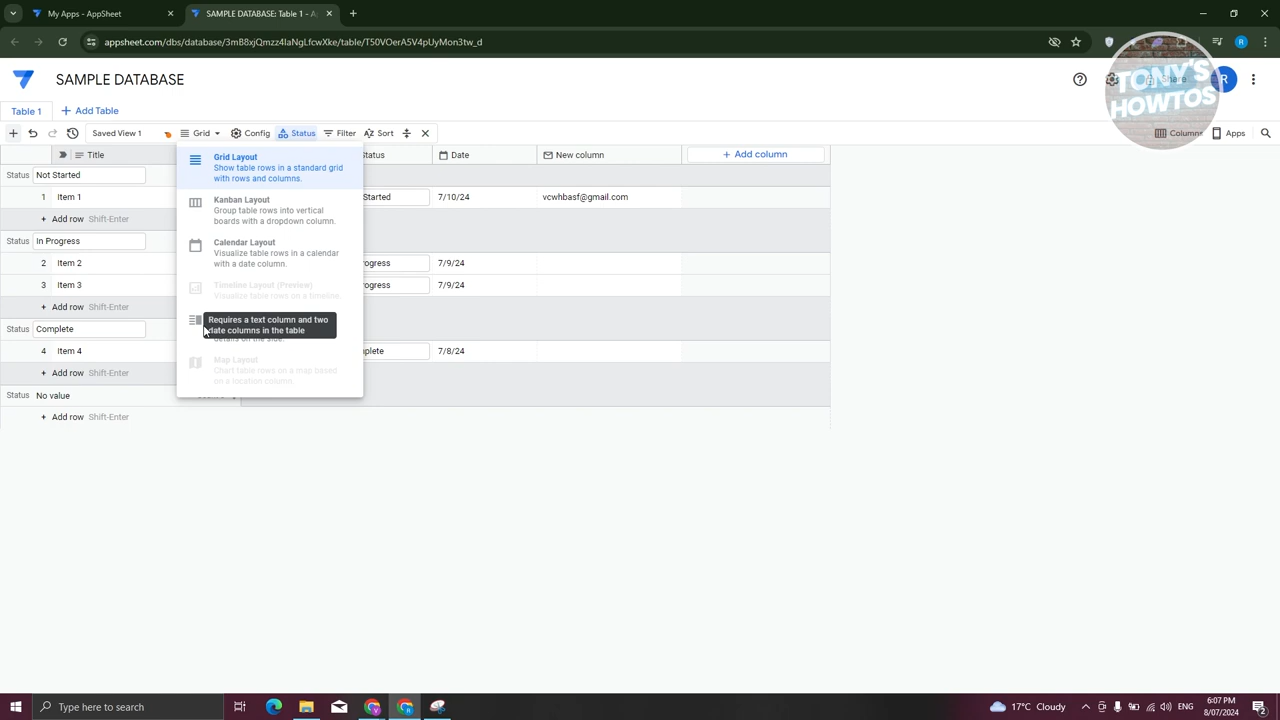 My Apps - AppSheet
SAMPLE DATABASE: Table 1 - A
appsheet.com/dbs/database/3mB8xjQmzz4IaNgLfcwXke/table/T50VOerA5V4pUyMon3tw_d
SAMPLE DATABASE
Share
R
TONY'S
HOWTOS
Table 1
Add Table
Saved View 1
Grid
Config
Status
Filter
Sort
Columns
Apps
Title
Status
Date
New column
Add column
Status Not Started
1 Item 1 Started 7/10/24 vcwhbasf@gmail.com
+ Add row Shift-Enter
Status In Progress
2 Item 2 rogress 7/9/24
3 Item 3 rogress 7/9/24
+ Add row Shift-Enter
Status Complete
4 Item 4 plete 7/8/24
+ Add row Shift-Enter
Status No value
+ Add row Shift-Enter
Grid Layout
Show table rows in a standard grid
with rows and columns.
Kanban Layout
Group table rows into vertical
boards with a dropdown column.
Calendar Layout
Visualize table rows in a calendar
with a date column.
Timeline Layout (Preview)
Visualize table rows on a timeline.
Requires a text column and two
date columns in the table
details on the side.
Map Layout
Chart table rows on a map based
on a location column.
Type here to search
17°C Cloudy
ENG
6:07 PM
8/07/2024
2